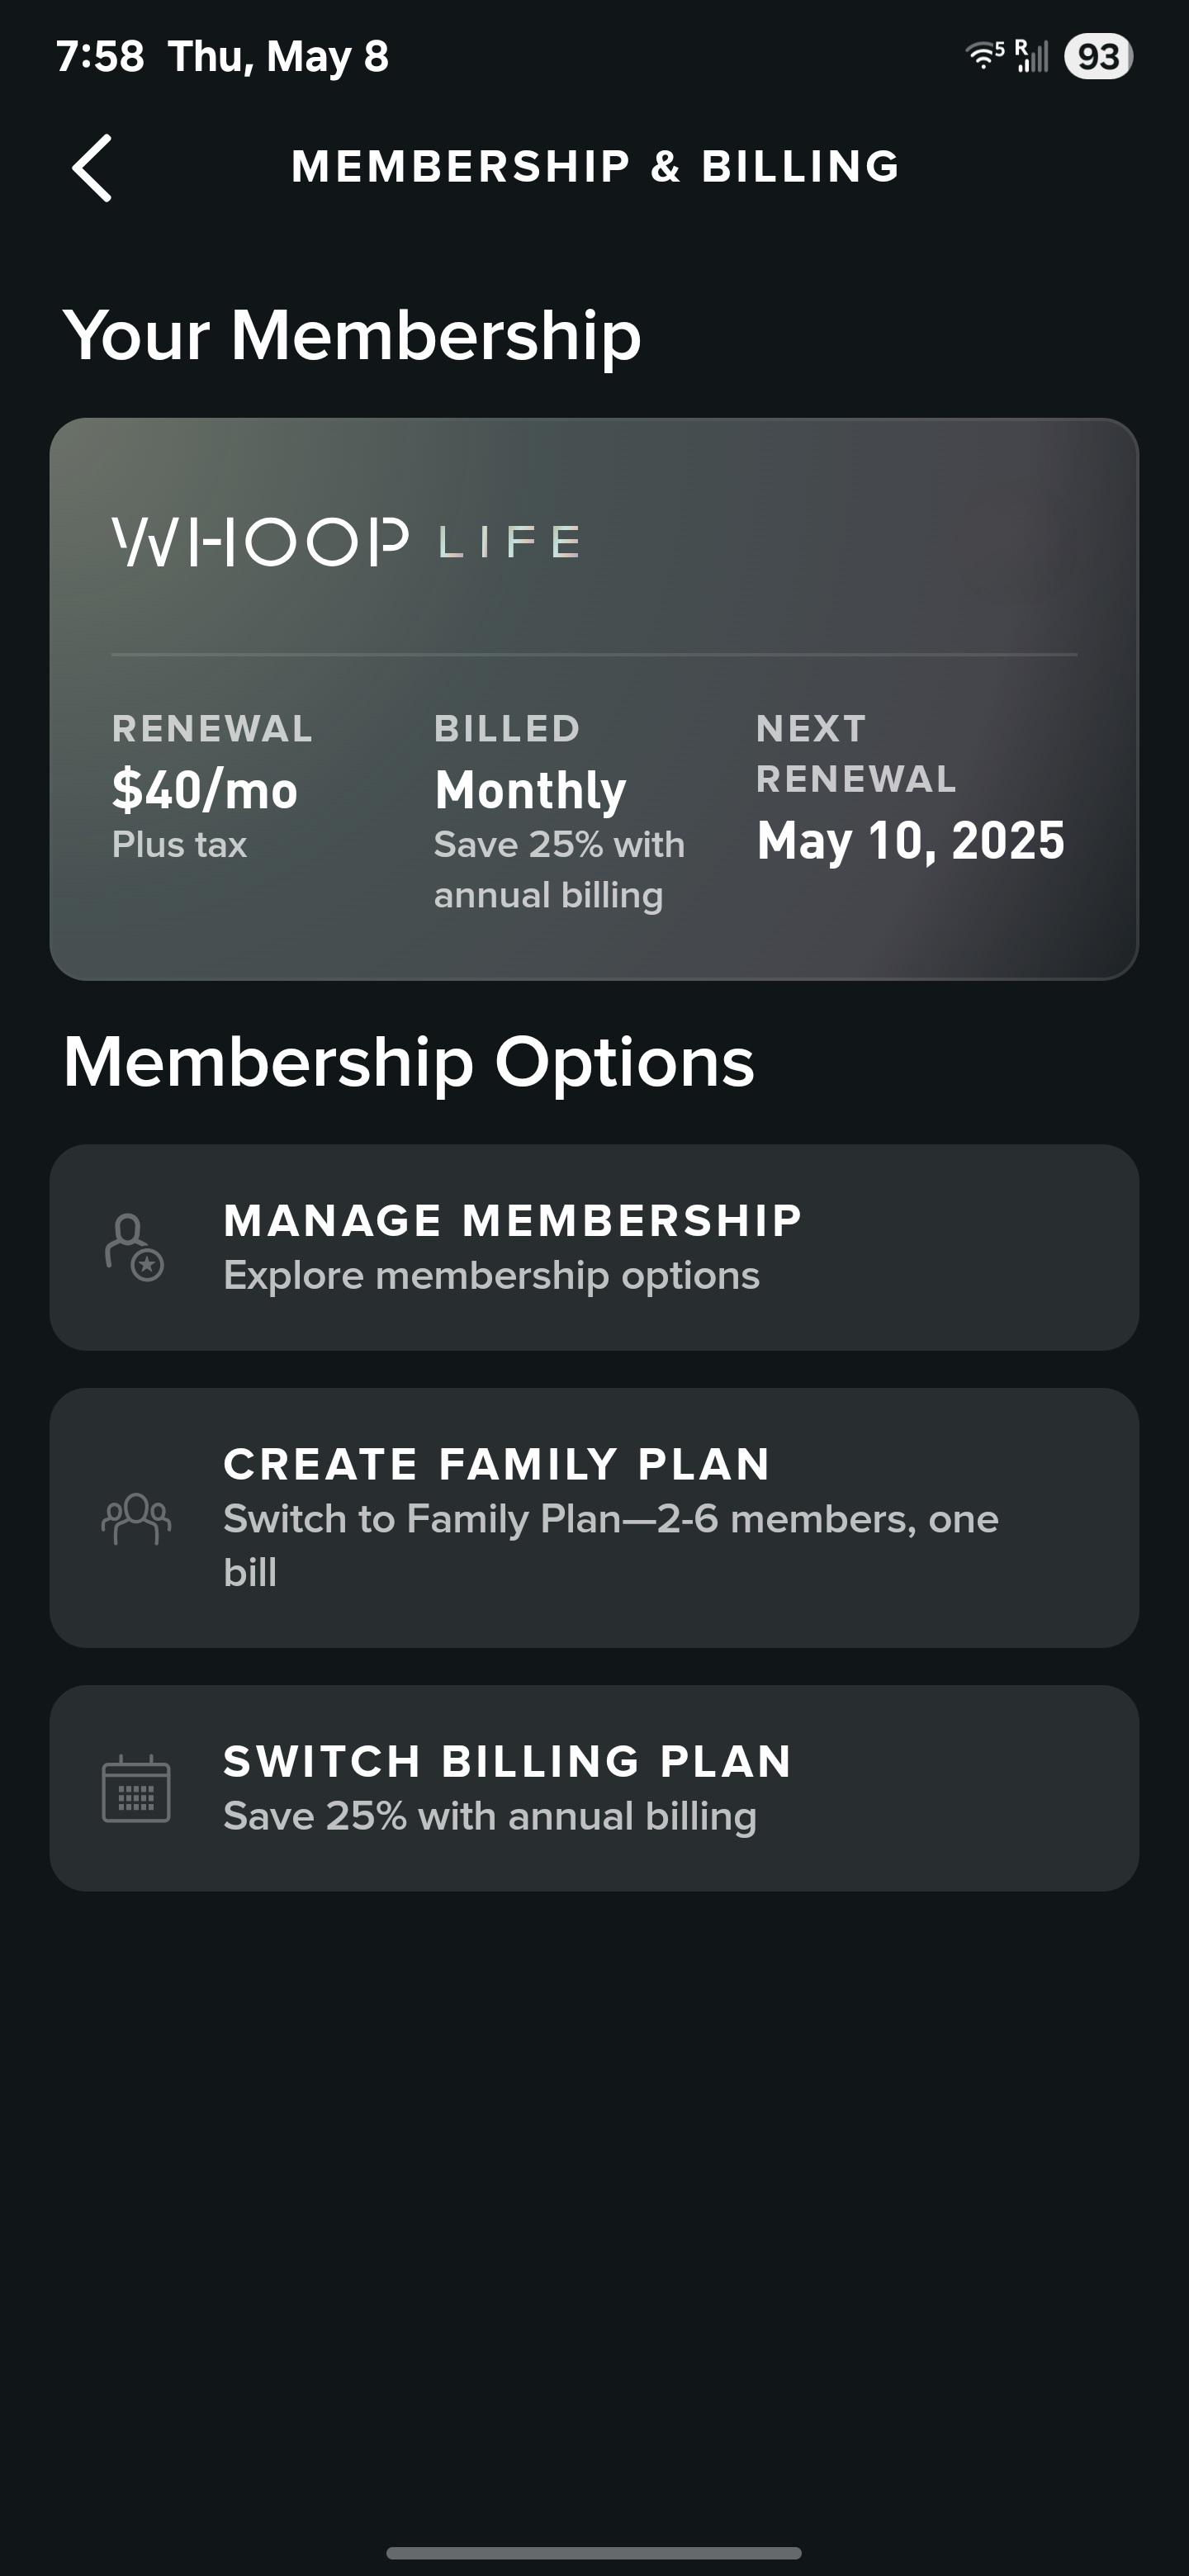 7:58 Thu, May 8
5 R 93
MEMBERSHIP & BILLING
Your Membership
WHOOP LIFE
RENEWAL
$40/mo
Plus tax
BILLED
Monthly
Save 25% with
annual billing
NEXT
RENEWAL
May 10, 2025
Membership Options
MANAGE MEMBERSHIP
Explore membership options
CREATE FAMILY PLAN
Switch to Family Plan—2-6 members, one
bill
SWITCH BILLING PLAN
Save 25% with annual billing